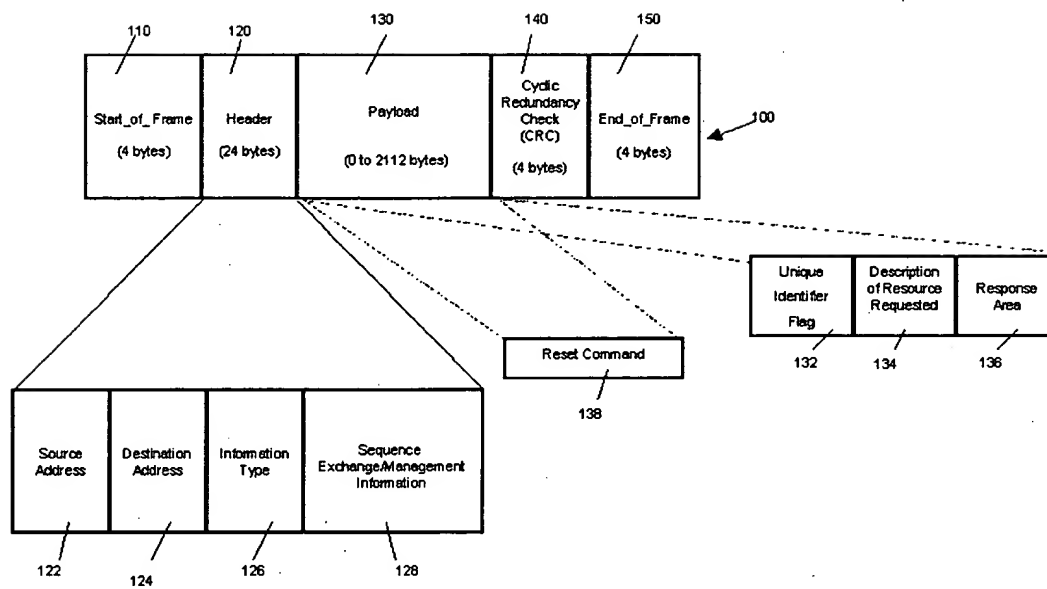 110
120
130
140
150
Start_of_Frame
(4 bytes)
Header
(24 bytes)
Payload
(0 to 2112 bytes)
Cyclic
Redundancy
Check
(CRC)
(4 bytes)
End_of_Frame
(4 bytes)
100
Unique
Identifier
Flag
Description
of Resource
Requested
Response
Area
132
134
136
Reset Command
138
Source
Address
Destination
Address
Information
Type
Sequence
Exchange/Management
Information
122
124
126
128